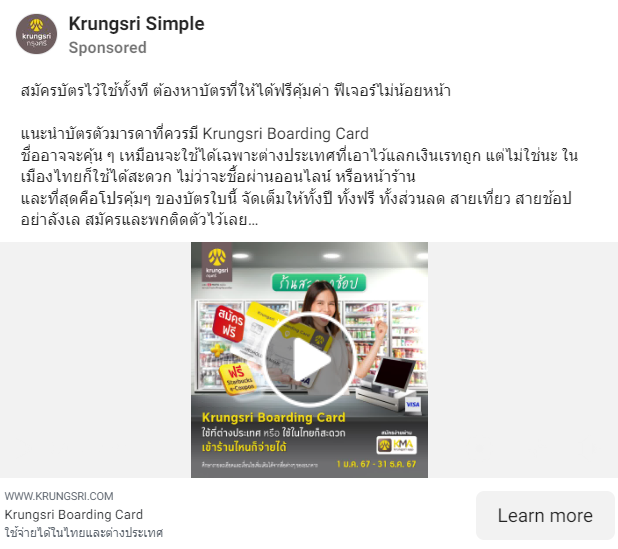 krungsri
กรุงศรี
Krungsri Simple
Sponsored
สมัครบัตรไว้ใช้ทั้งที ต้องหาบัตรที่ให้ได้ฟรีคุ้มค่า ฟีเจอร์ไม่น้อยหน้า
แนะนำบัตรตัวมารดาที่ควรมี Krungsri Boarding Card
ชื่ออาจจะคุ้น ๆ เหมือนจะใช้ได้เฉพาะต่างประเทศที่เอาไว้แลกเงินเรทถูก แต่ไม่ใช่นะ ใน
เมืองไทยก็ใช้ได้สะดวก ไม่ว่าจะชื้อผ่านออนไลน์ หรือหน้าร้าน
และที่สุดคือโปรคุ้มๆ ของบัตรใบนี้ จัดเต็มให้ทั้งปี ทั้งฟรี ทั้งส่วนลด สายเที่ยว สายช้อป
อย่าลังเล สมัครและพกติดตัวไว้เลย...
krungsri
กรุงศรี
สมัคร
ฟรี
ฟรี
Starbucks
e-Coupon
krungsri
VISA
Krungsri Boarding Card
ใช้ที่ต่างประเทศ หรือ ใช้ในไทยก็สะดวก
เข้าร้านไหนก็จ่ายได้
สมัครง่ายผ่าน
KMA
1 ม.ค. 67 - 31 ธ.ค. 67
WWW.KRUNGSRI.COM
Krungsri Boarding Card
ใช้จ่ายได้ในไทยและต่างประเทศ
Learn more